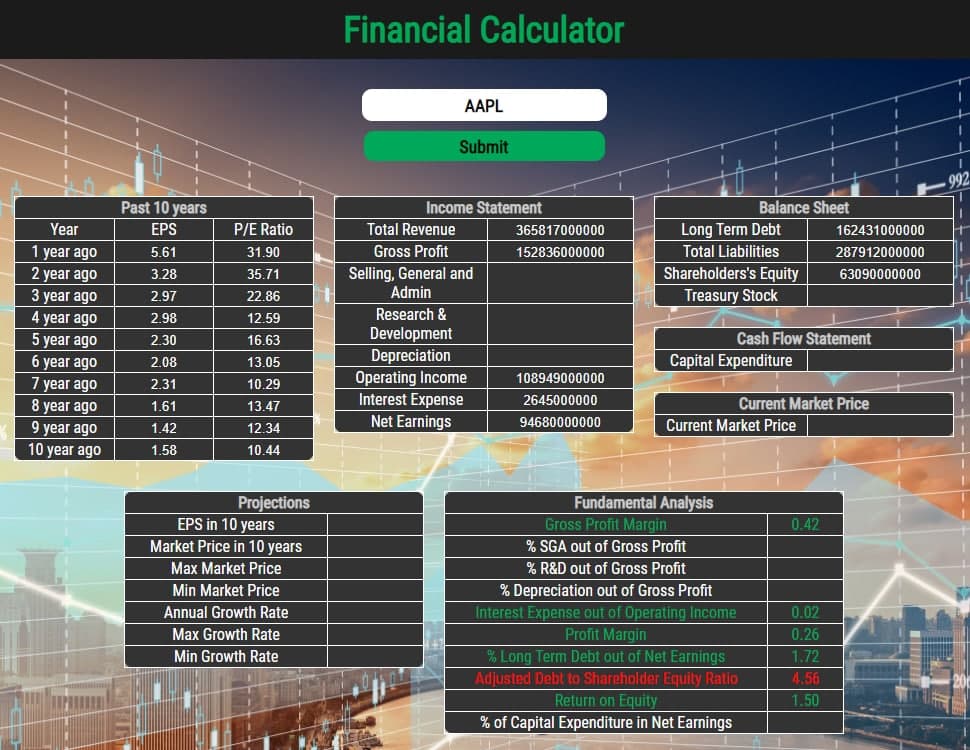 Financial Calculator
AAPL
Submit
Past 10 years
Year EPS P/E Ratio
1 year ago 5.61 31.90
2 year ago 3.28 35.71
3 year ago 2.97 22.86
4 year ago 2.98 12.59
5 year ago 2.30 16.63
6 year ago 2.08 13.05
7 year ago 2.31 10.29
8 year ago 1.61 13.47
9 year ago 1.42 12.34
10 year ago 1.58 10.44
Income Statement
Total Revenue 365817000000
Gross Profit 152836000000
Selling, General and
Admin
Research &
Development
Depreciation
Operating Income 108949000000
Interest Expense 2645000000
Net Earnings 94680000000
Balance Sheet
Long Term Debt 162431000000
Total Liabilities 287912000000
Shareholders's Equity 63090000000
Treasury Stock
Cash Flow Statement
Capital Expenditure
Current Market Price
Current Market Price
992
Projections
EPS in 10 years
Market Price in 10 years
Max Market Price
Min Market Price
Annual Growth Rate
Max Growth Rate
Min Growth Rate
Fundamental Analysis
Gross Profit Margin 0.42
% SGA out of Gross Profit
% R&D out of Gross Profit
% Depreciation out of Gross Profit
Interest Expense out of Operating Income 0.02
Profit Margin 0.26
% Long Term Debt out of Net Earnings 1.72
Adjusted Debt to Shareholder Equity Ratio 4.56
Return on Equity 1.50
% of Capital Expenditure in Net Earnings